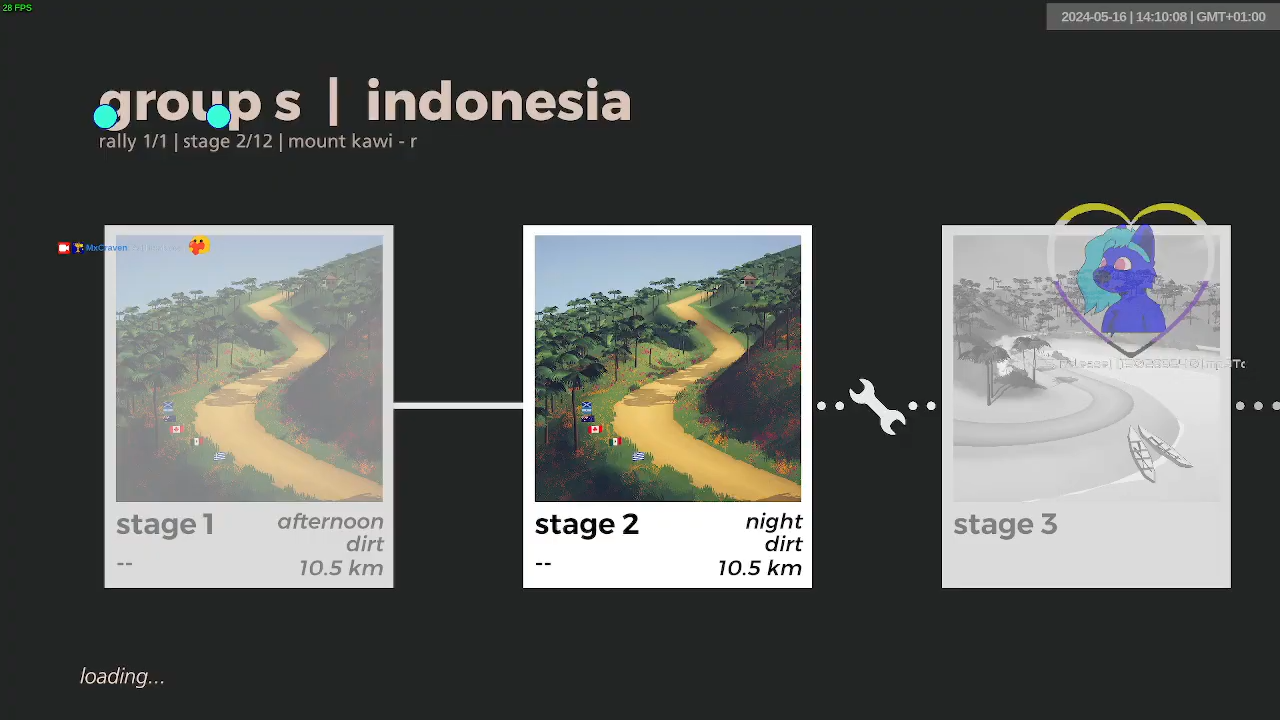 28 FPS
2024-05-16 | 14:10:08 | GMT+01:00
group s | indonesia
rally 1/1 | stage 2/12 | mount kawi - r
MxCraven
stage 1
afternoon
dirt
--
10.5 km
stage 2
night
dirt
--
10.5 km
stage 3
loading...